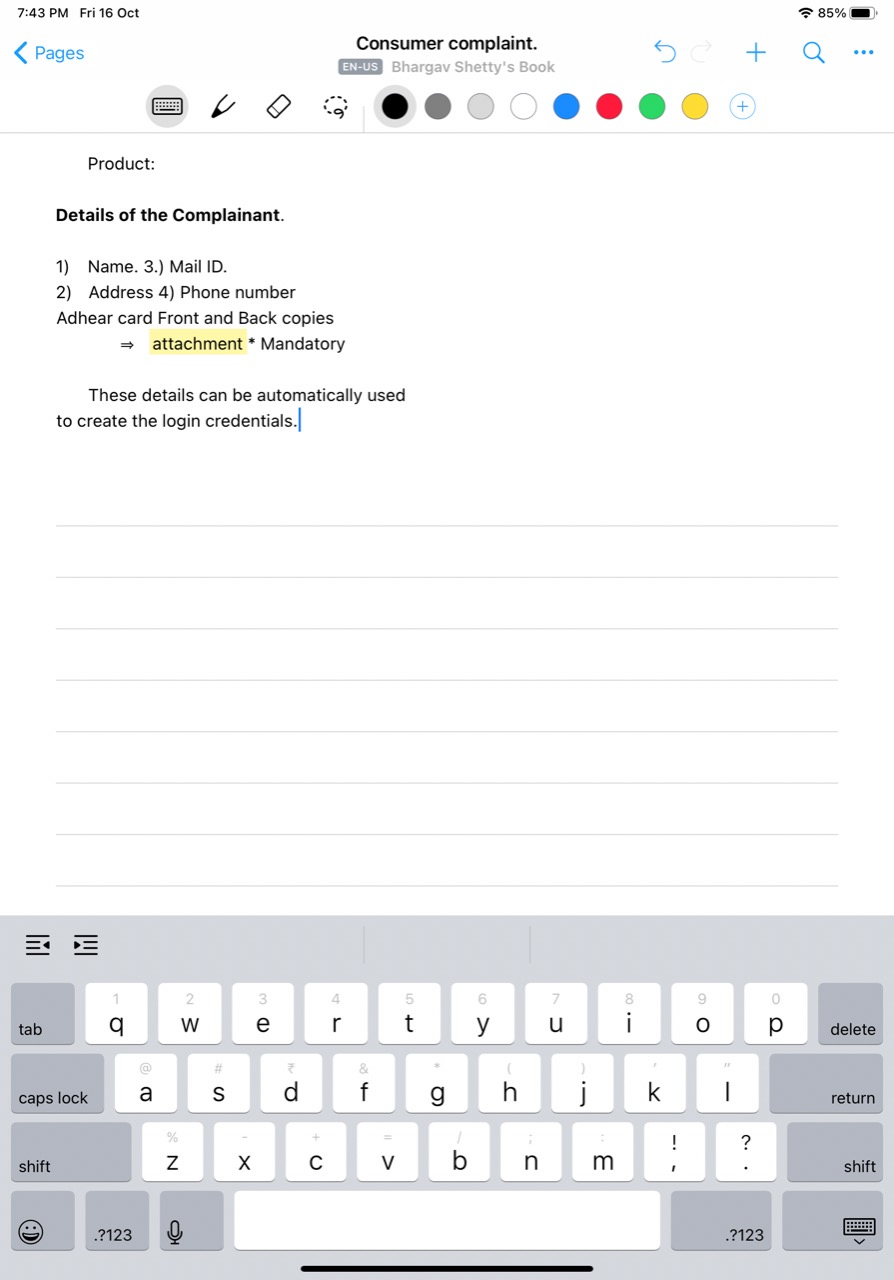 7:43 PM Fri 16 Oct 85%
Pages
Consumer complaint.
EN-US Bhargav Shetty's Book
Product:
Details of the Complainant.
1) Name. 3.) Mail ID.
2) Address 4) Phone number
Adhear card Front and Back copies
⇒ attachment * Mandatory
These details can be automatically used
to create the login credentials.
1 2 3 4 5 6 7 8 9 0
tab q w e r t y u i o p delete
@ # ₹ & * ( ) ' "
caps lock a s d f g h j k l return
% - + = / ; : ! ?
shift z x c v b n m , . shift
.?123 .?123